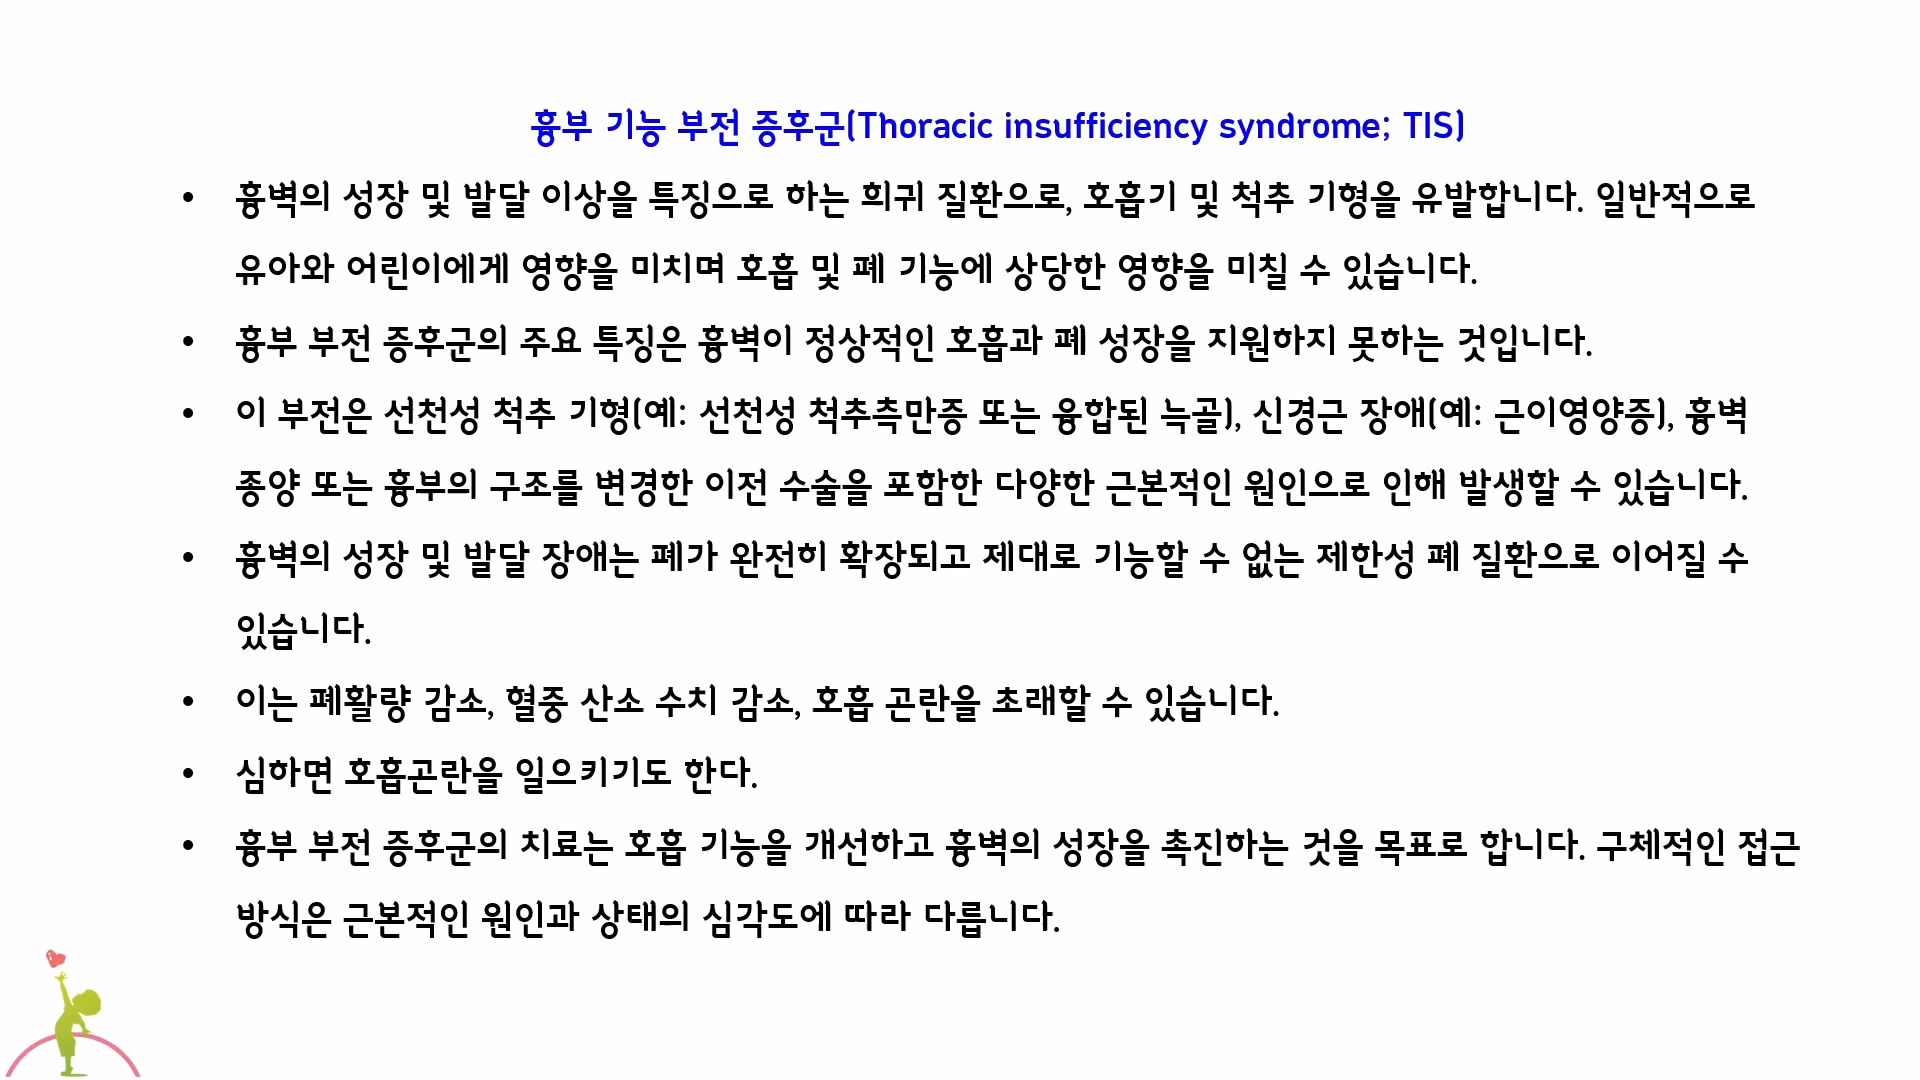 흉부 기능 부전 증후군(Thoracic insufficiency syndrome; TIS)
• 흉벽의 성장 및 발달 이상을 특징으로 하는 희귀 질환으로, 호흡기 및 척추 기형을 유발합니다. 일반적으로
유아와 어린이에게 영향을 미치며 호흡 및 폐 기능에 상당한 영향을 미칠 수 있습니다.
• 흉부 부전 증후군의 주요 특징은 흉벽이 정상적인 호흡과 폐 성장을 지원하지 못하는 것입니다.
• 이 부전은 선천성 척추 기형(예: 선천성 척추측만증 또는 융합된 늑골), 신경근 장애(예: 근이영양증), 흉벽
종양 또는 흉부의 구조를 변경한 이전 수술을 포함한 다양한 근본적인 원인으로 인해 발생할 수 있습니다.
• 흉벽의 성장 및 발달 장애는 폐가 완전히 확장되고 제대로 기능할 수 없는 제한성 폐 질환으로 이어질 수
있습니다.
• 이는 폐활량 감소, 혈중 산소 수치 감소, 호흡 곤란을 초래할 수 있습니다.
• 심하면 호흡곤란을 일으키기도 한다.
• 흉부 부전 증후군의 치료는 호흡 기능을 개선하고 흉벽의 성장을 촉진하는 것을 목표로 합니다. 구체적인 접근
방식은 근본적인 원인과 상태의 심각도에 따라 다릅니다.